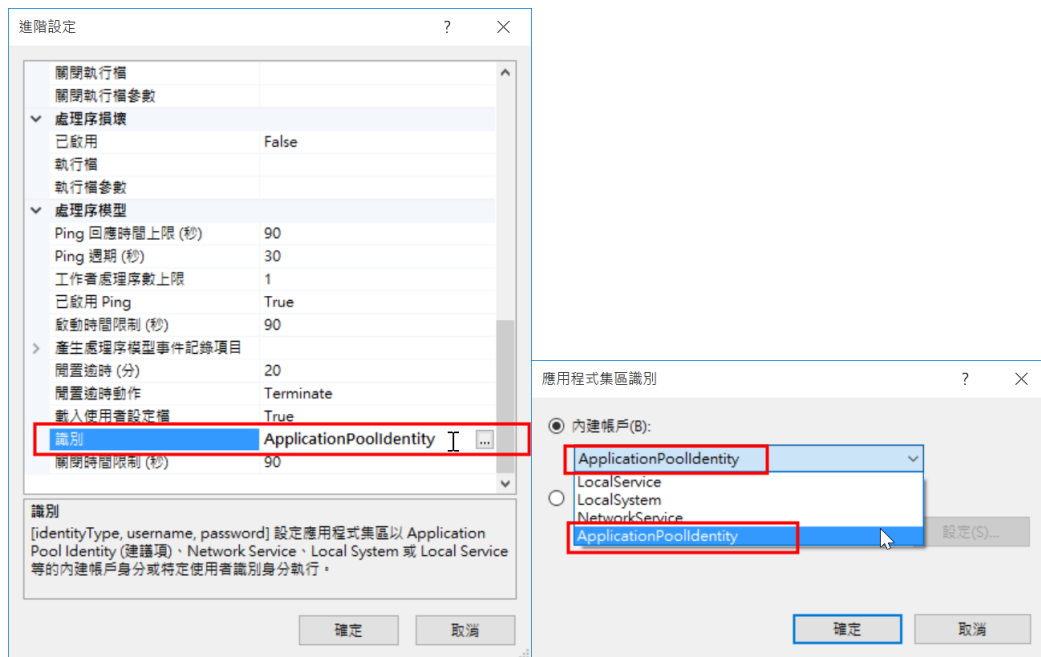 進階設定
?
關閉執行檔
關閉執行檔參數
處理序損壞
已啟用 False
執行檔
執行檔參數
處理序模型
Ping 回應時間上限 (秒) 90
Ping 週期 (秒) 30
工作者處理序數上限 1
已啟用 Ping True
啟動時間限制 (秒) 90
產生處理序模型事件記錄項目
閒置逾時 (分) 20
閒置逾時動作 Terminate
載入使用者設定檔 True
識別 ApplicationPoolIdentity ...
關閉時間限制 (秒) 90
識別
[identityType, username, password] 設定應用程式集區以 Application
Pool Identity (建議項)、Network Service、Local System 或 Local Service
等的內建帳戶身分或特定使用者識別身分執行。
確定 取消
應用程式集區識別
?
內建帳戶(B):
ApplicationPoolIdentity
LocalService
LocalSystem
NetworkService
ApplicationPoolIdentity
設定(S)...
確定 取消